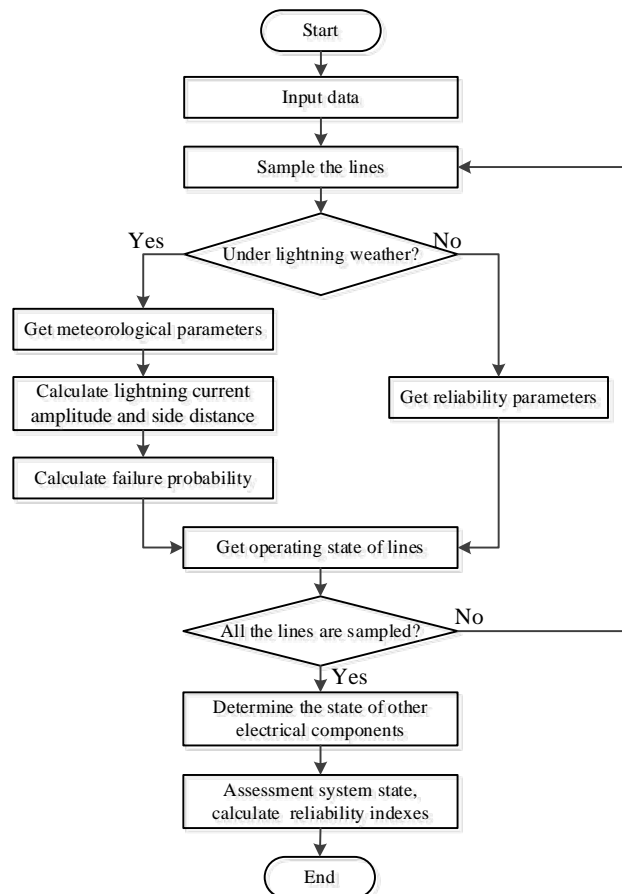 Start
Input data
Sample the lines
Yes
Under lightning weather?
No
Get meteorological parameters
Calculate lightning current
amplitude and side distance
Get reliability parameters
Calculate failure probability
Get operating state of lines
All the lines are sampled?
No
Yes
Determine the state of other
electrical components
Assessment system state,
calculate reliability indexes
End